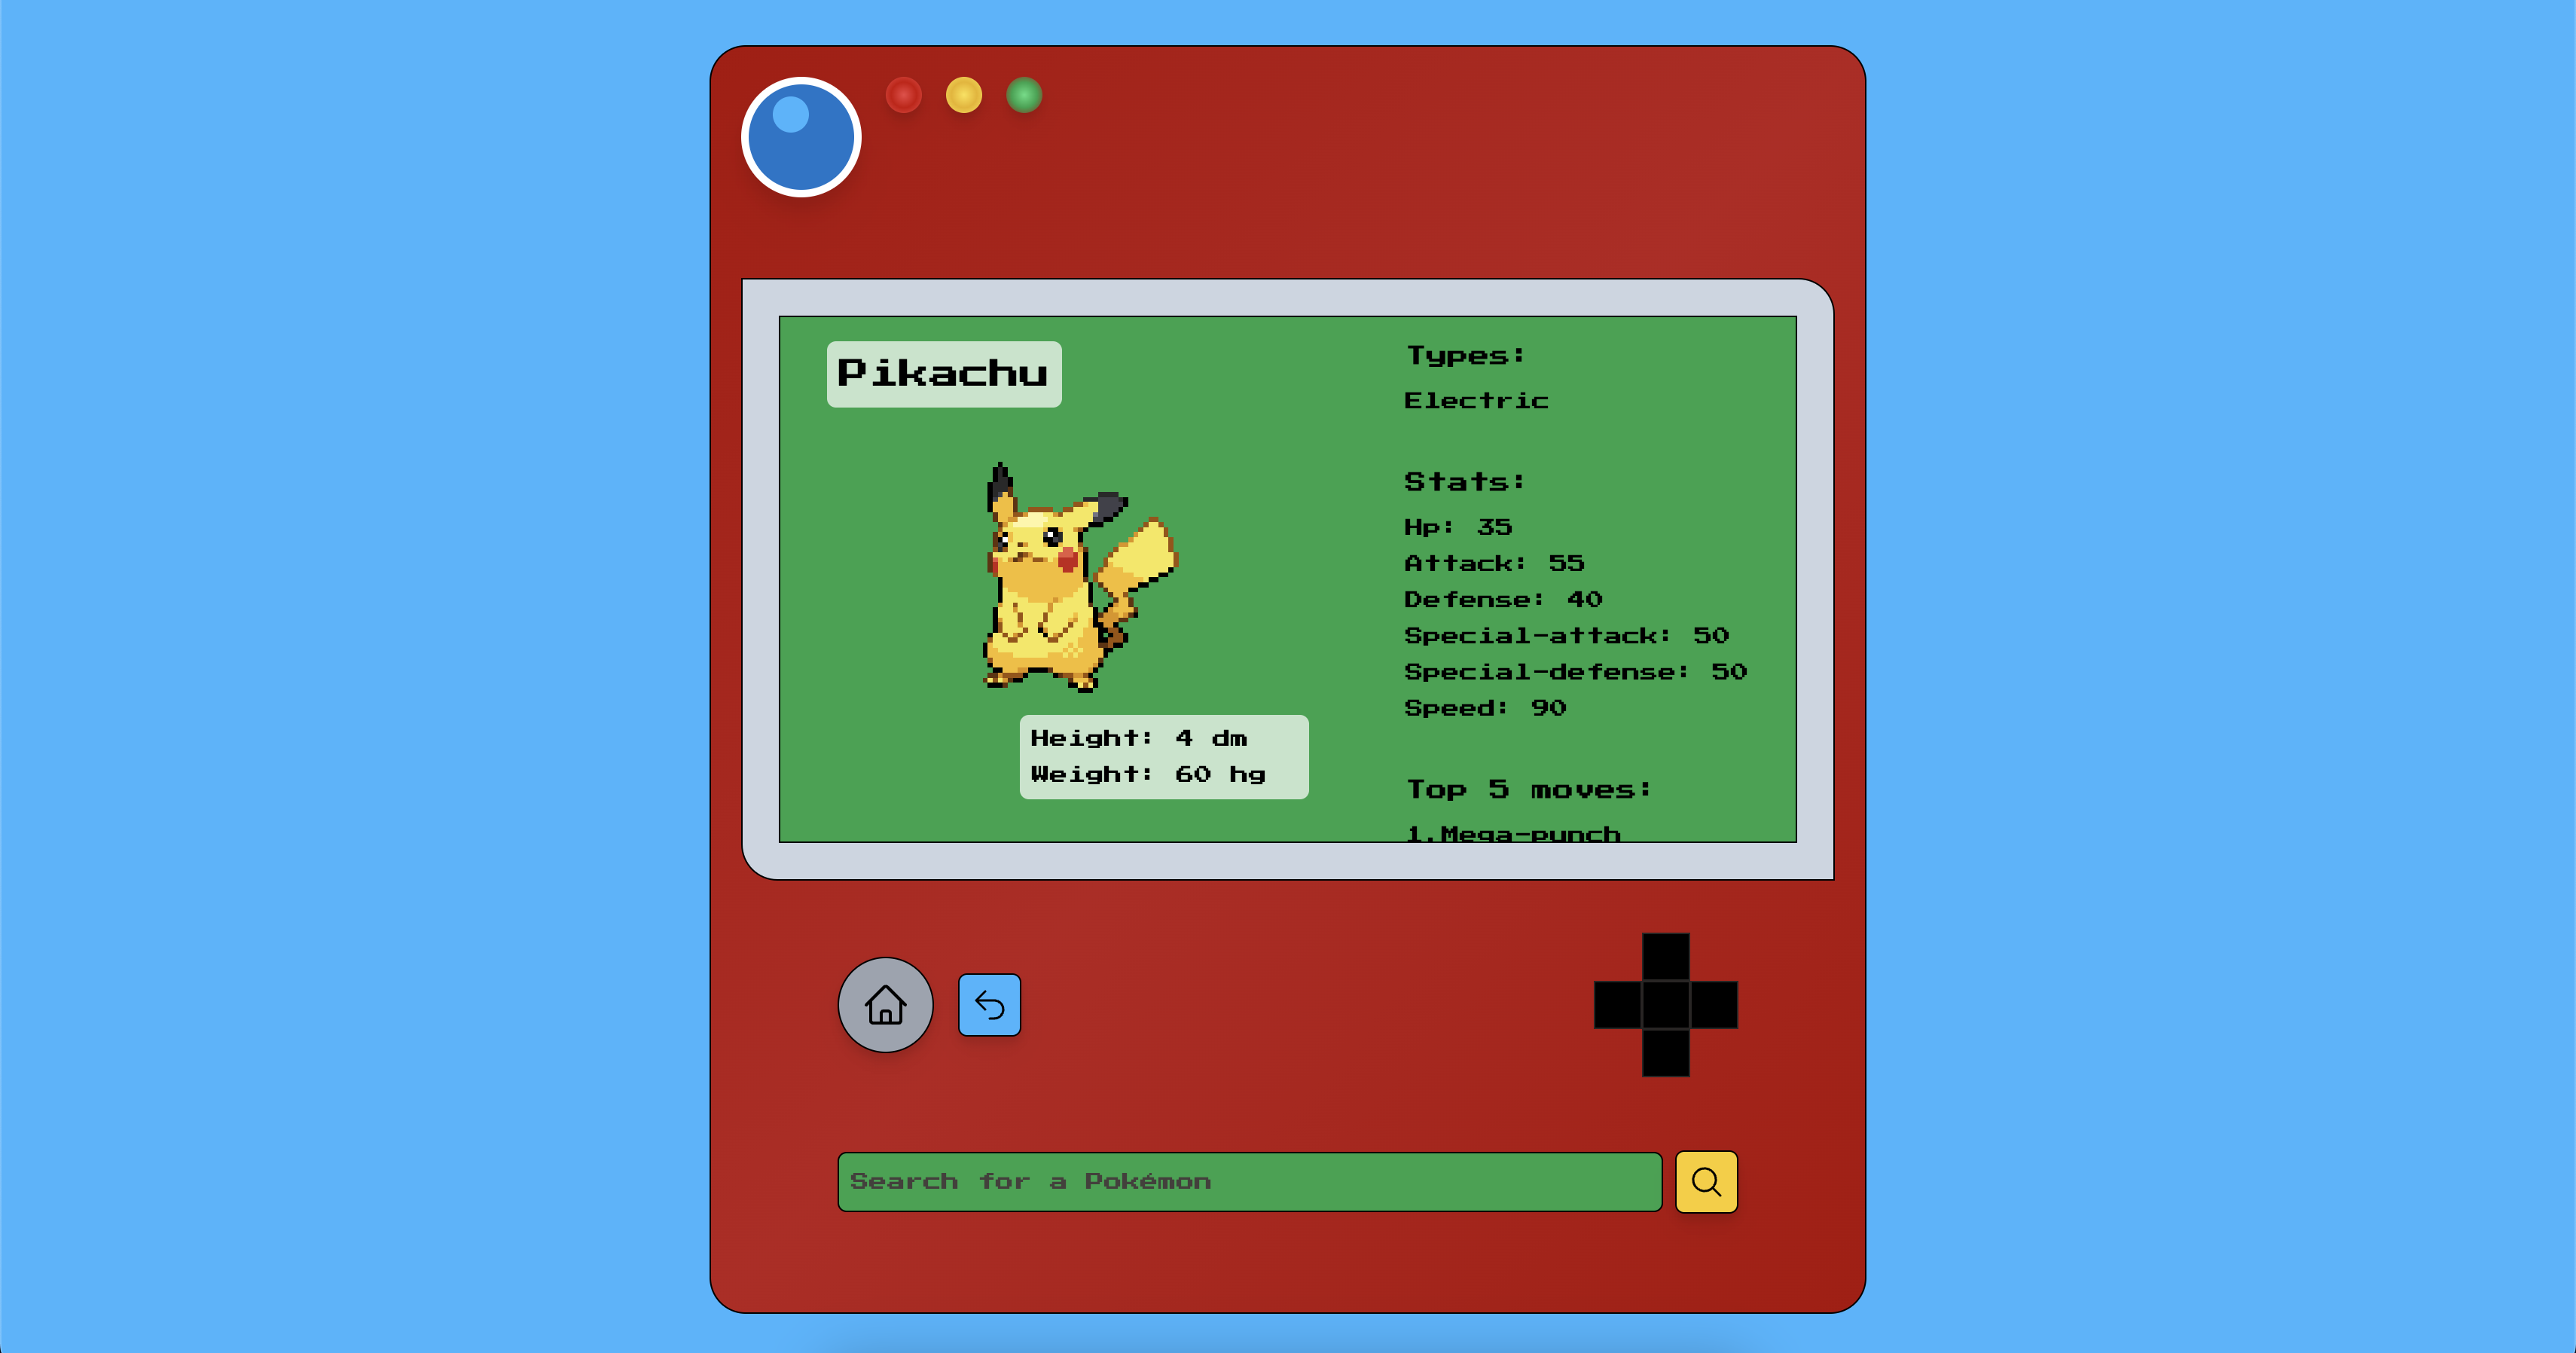 Pikachu
Height: 4 dm
Weight: 60 hg
Types:
Electric
Stats:
Hp: 35
Attack: 55
Defense: 40
Special-attack: 50
Special-defense: 50
Speed: 90
Top 5 moves:
1.Mega-punch
Search for a Pokémon